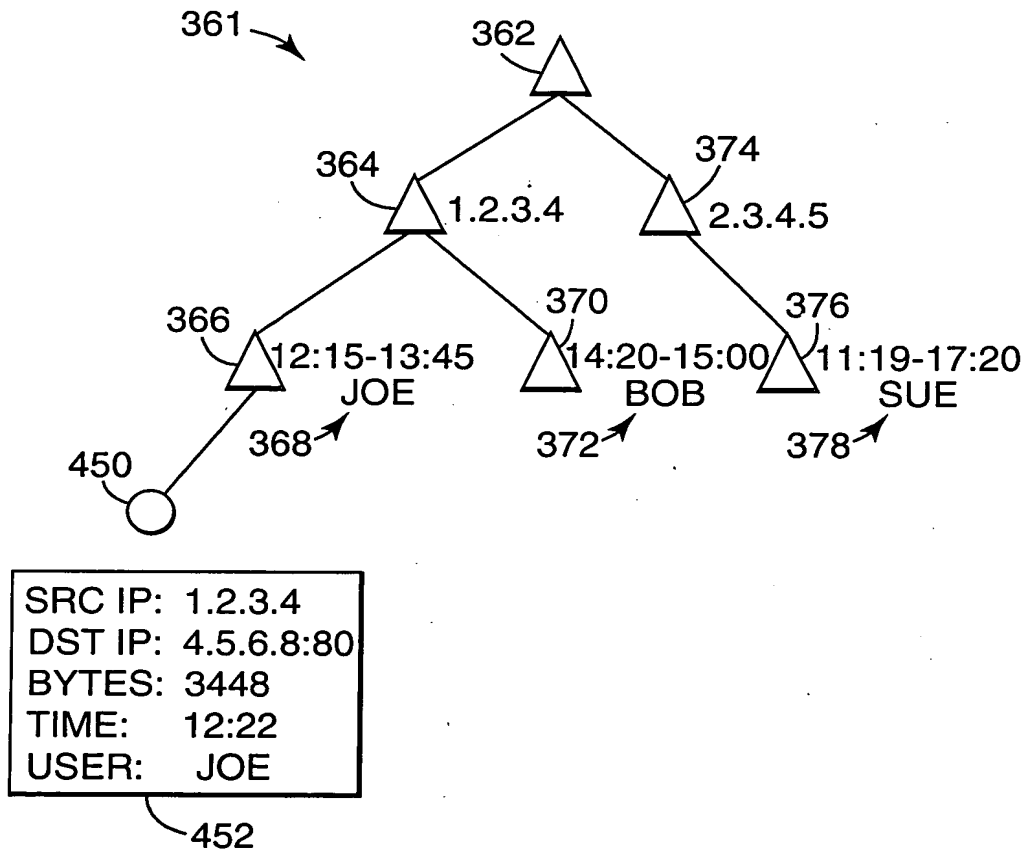 361
362
364
1.2.3.4
374
2.3.4.5
366
12:15-13:45
JOE
368
370
14:20-15:00
BOB
372
376
11:19-17:20
SUE
378
450
SRC IP: 1.2.3.4
DST IP: 4.5.6.8:80
BYTES: 3448
TIME: 12:22
USER: JOE
452